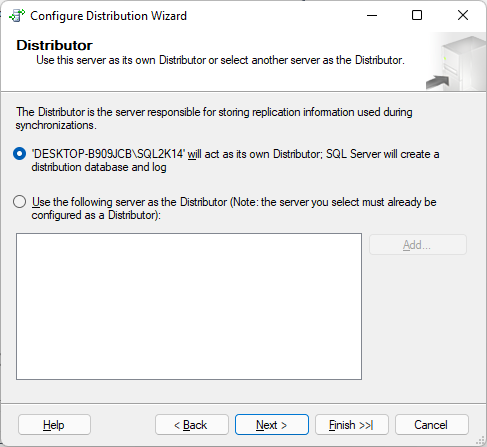 Configure Distribution Wizard
Distributor
Use this server as its own Distributor or select another server as the Distributor.
The Distributor is the server responsible for storing replication information used during
synchronizations.
'DESKTOP-B909JCB\SQL2K14' will act as its own Distributor; SQL Server will create a
distribution database and log
Use the following server as the Distributor (Note: the server you select must already be
configured as a Distributor):
Add...
Help
< Back
Next >
Finish >>|
Cancel